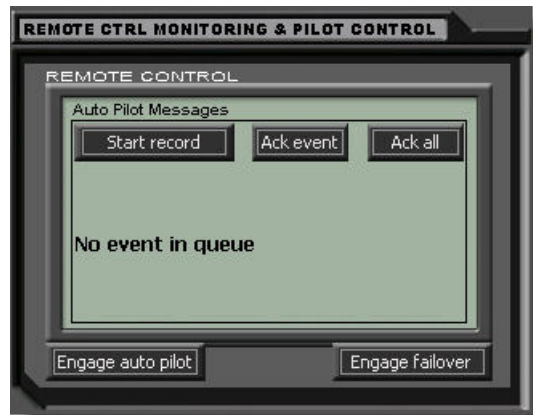 REMOTE CTRL MONITORING & PILOT CONTROL
REMOTE CONTROL
Auto Pilot Messages
Start record Ack event Ack all
No event in queue
Engage auto pilot Engage failover